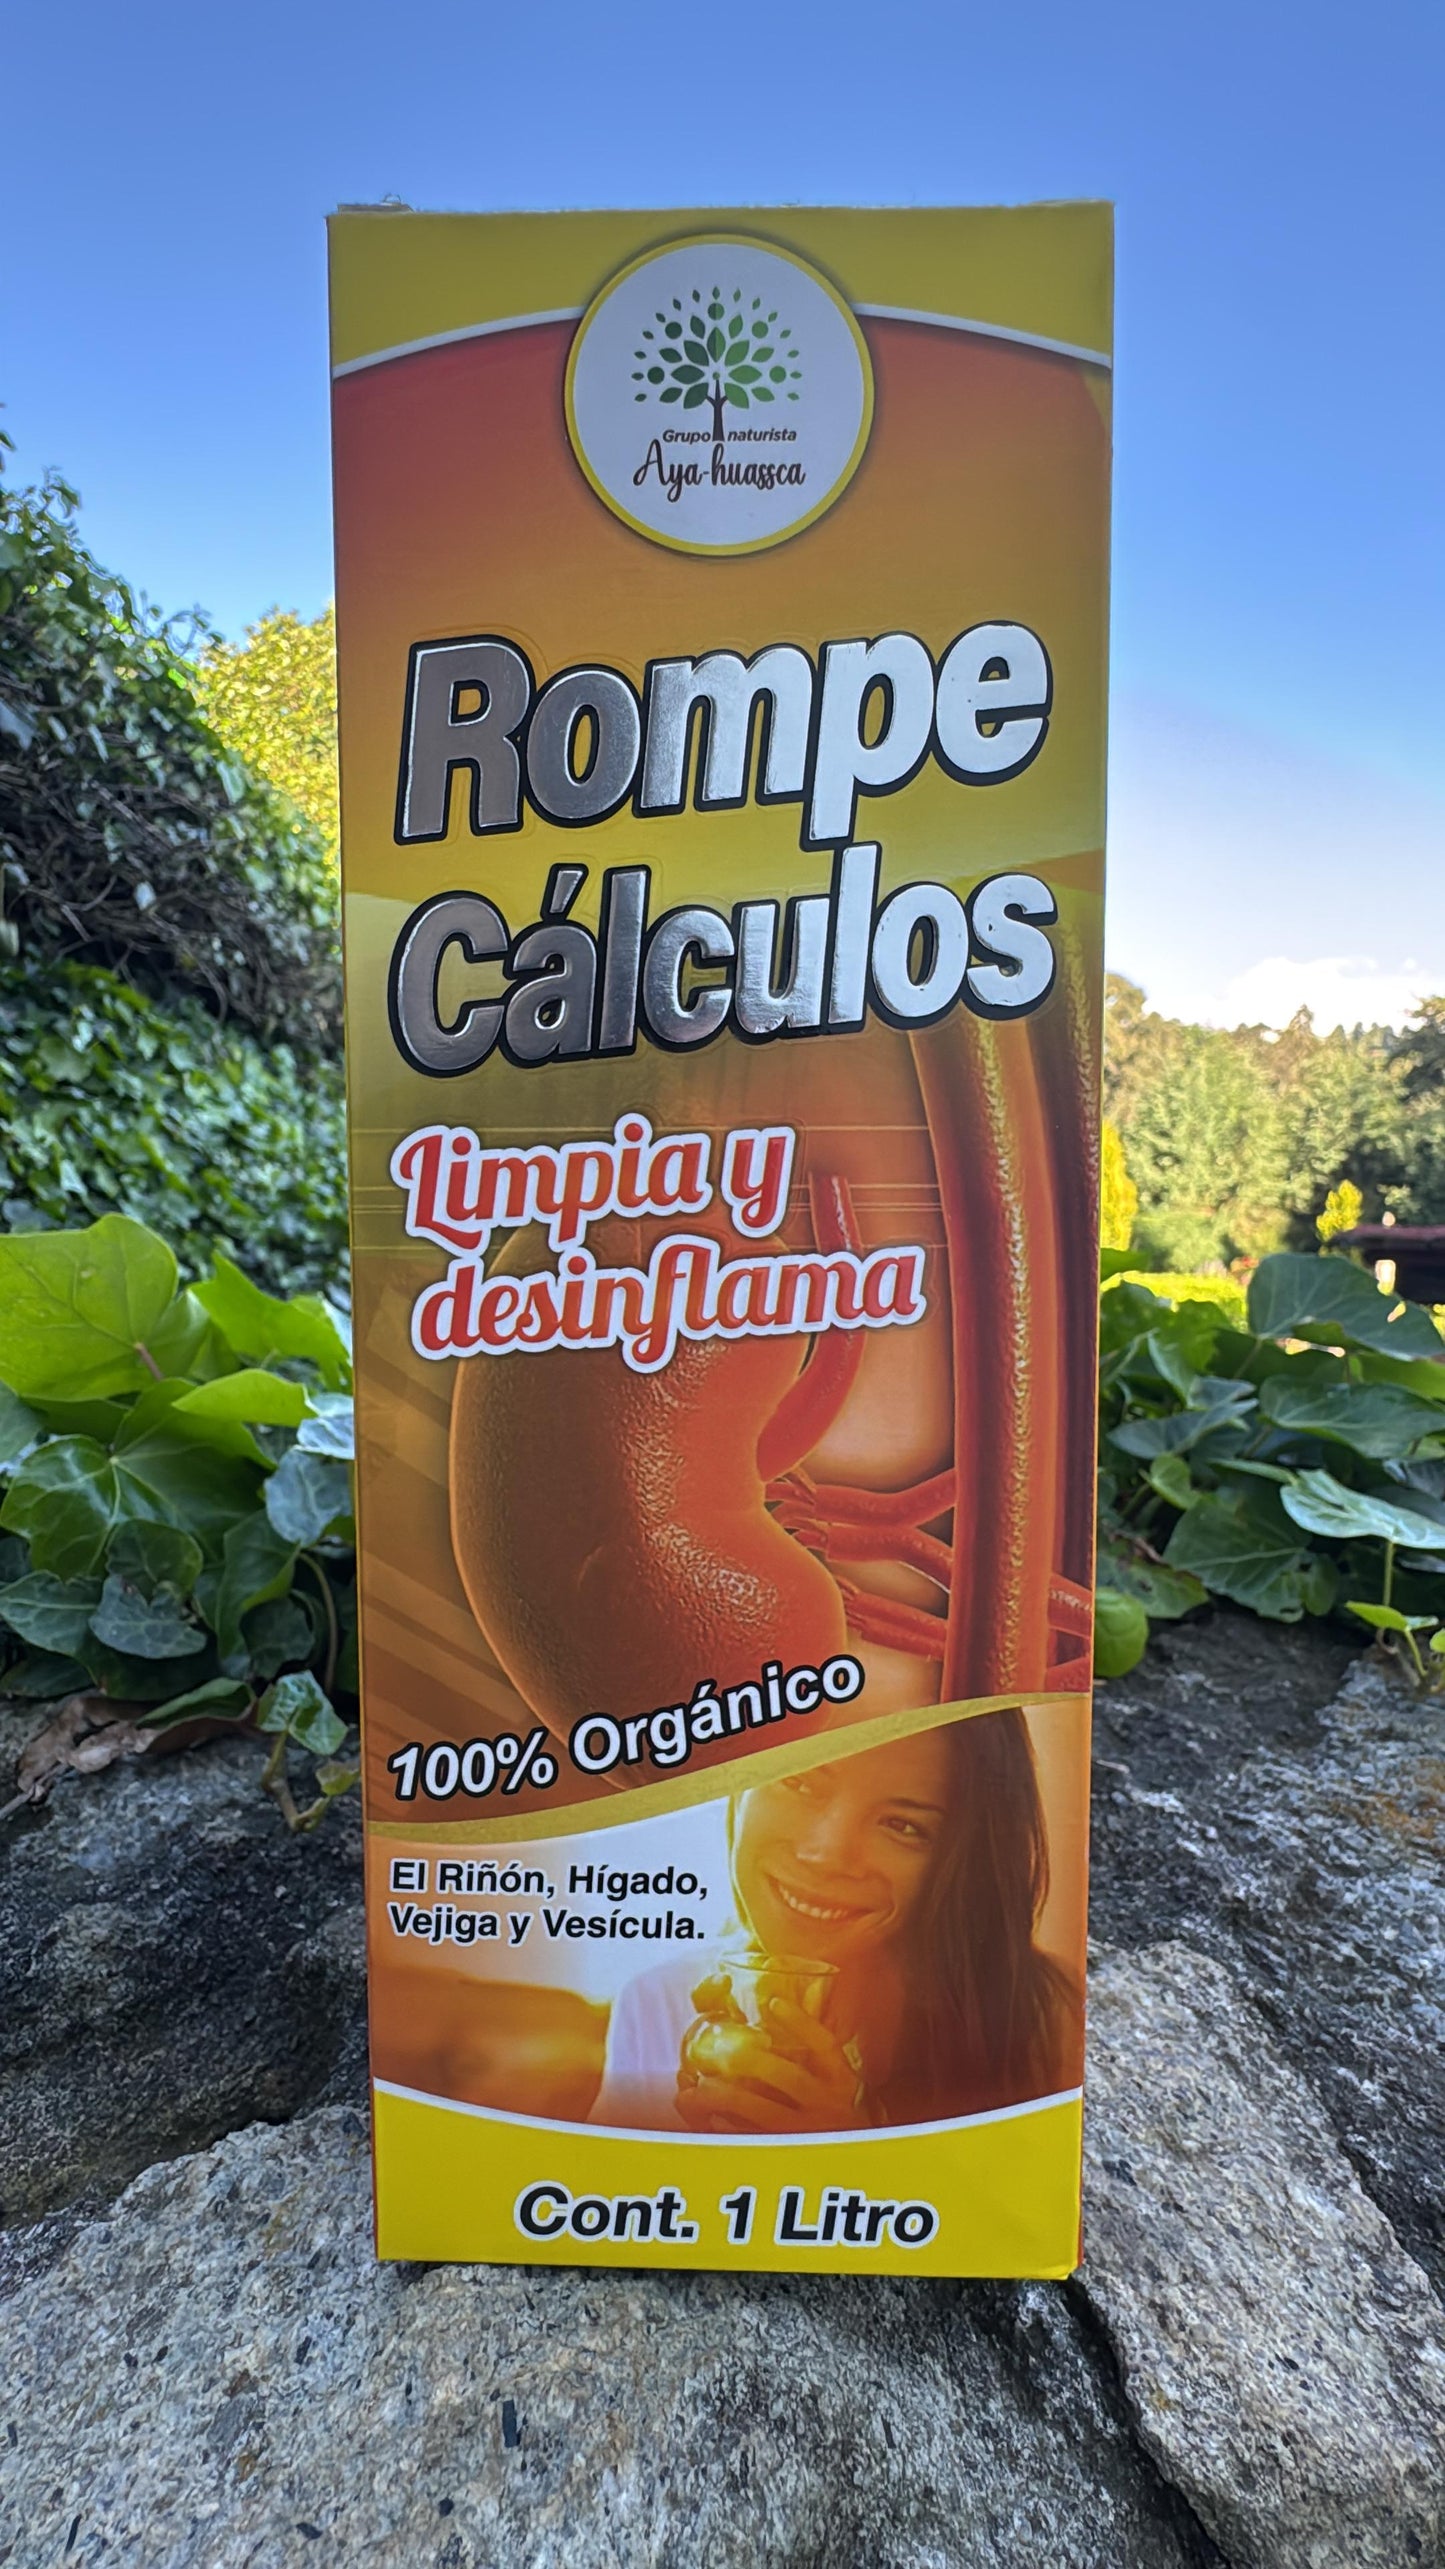 Grupo naturista
Aya-huassca
Rompe
Cálculos
Limpia y
desinflama
100% Orgánico
El Riñón, Hígado,
Vejiga y Vesícula.
Cont. 1 Litro